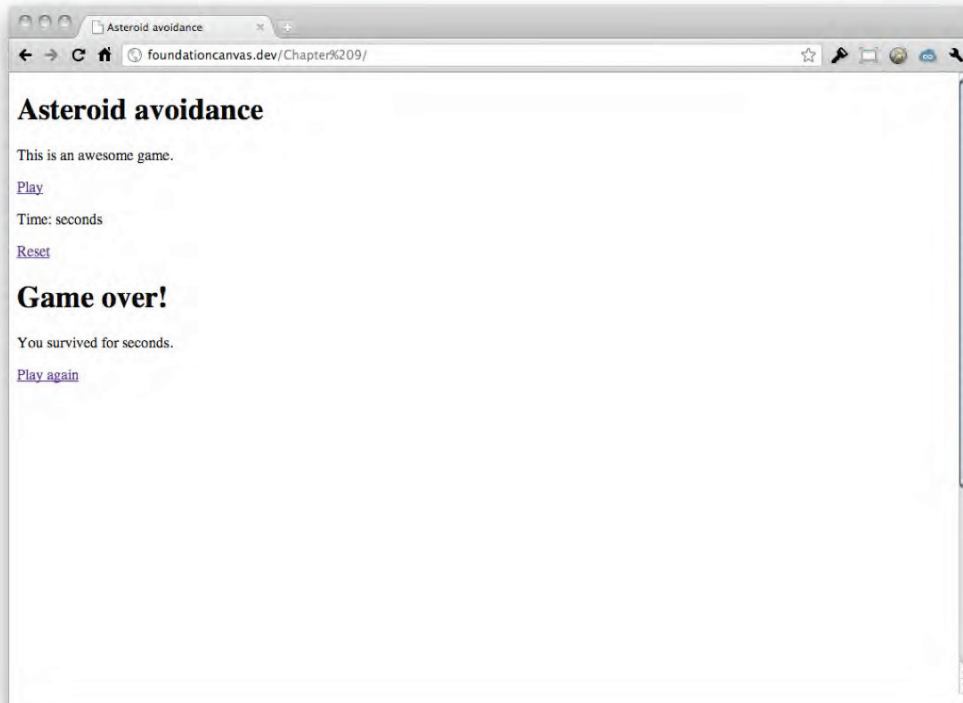 Asteroid avoidance
foundationcanvas.dev/Chapter%209/
Asteroid avoidance
This is an awesome game.
Play
Time: seconds
Reset
Game over!
You survived for seconds.
Play again